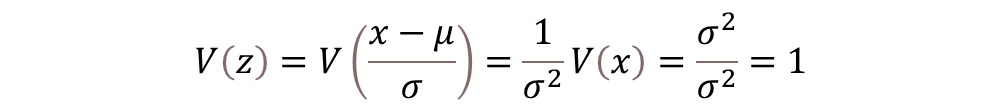 V(z) = V((x − μ)/σ) = 1/σ² V(x) = σ²/σ² = 1